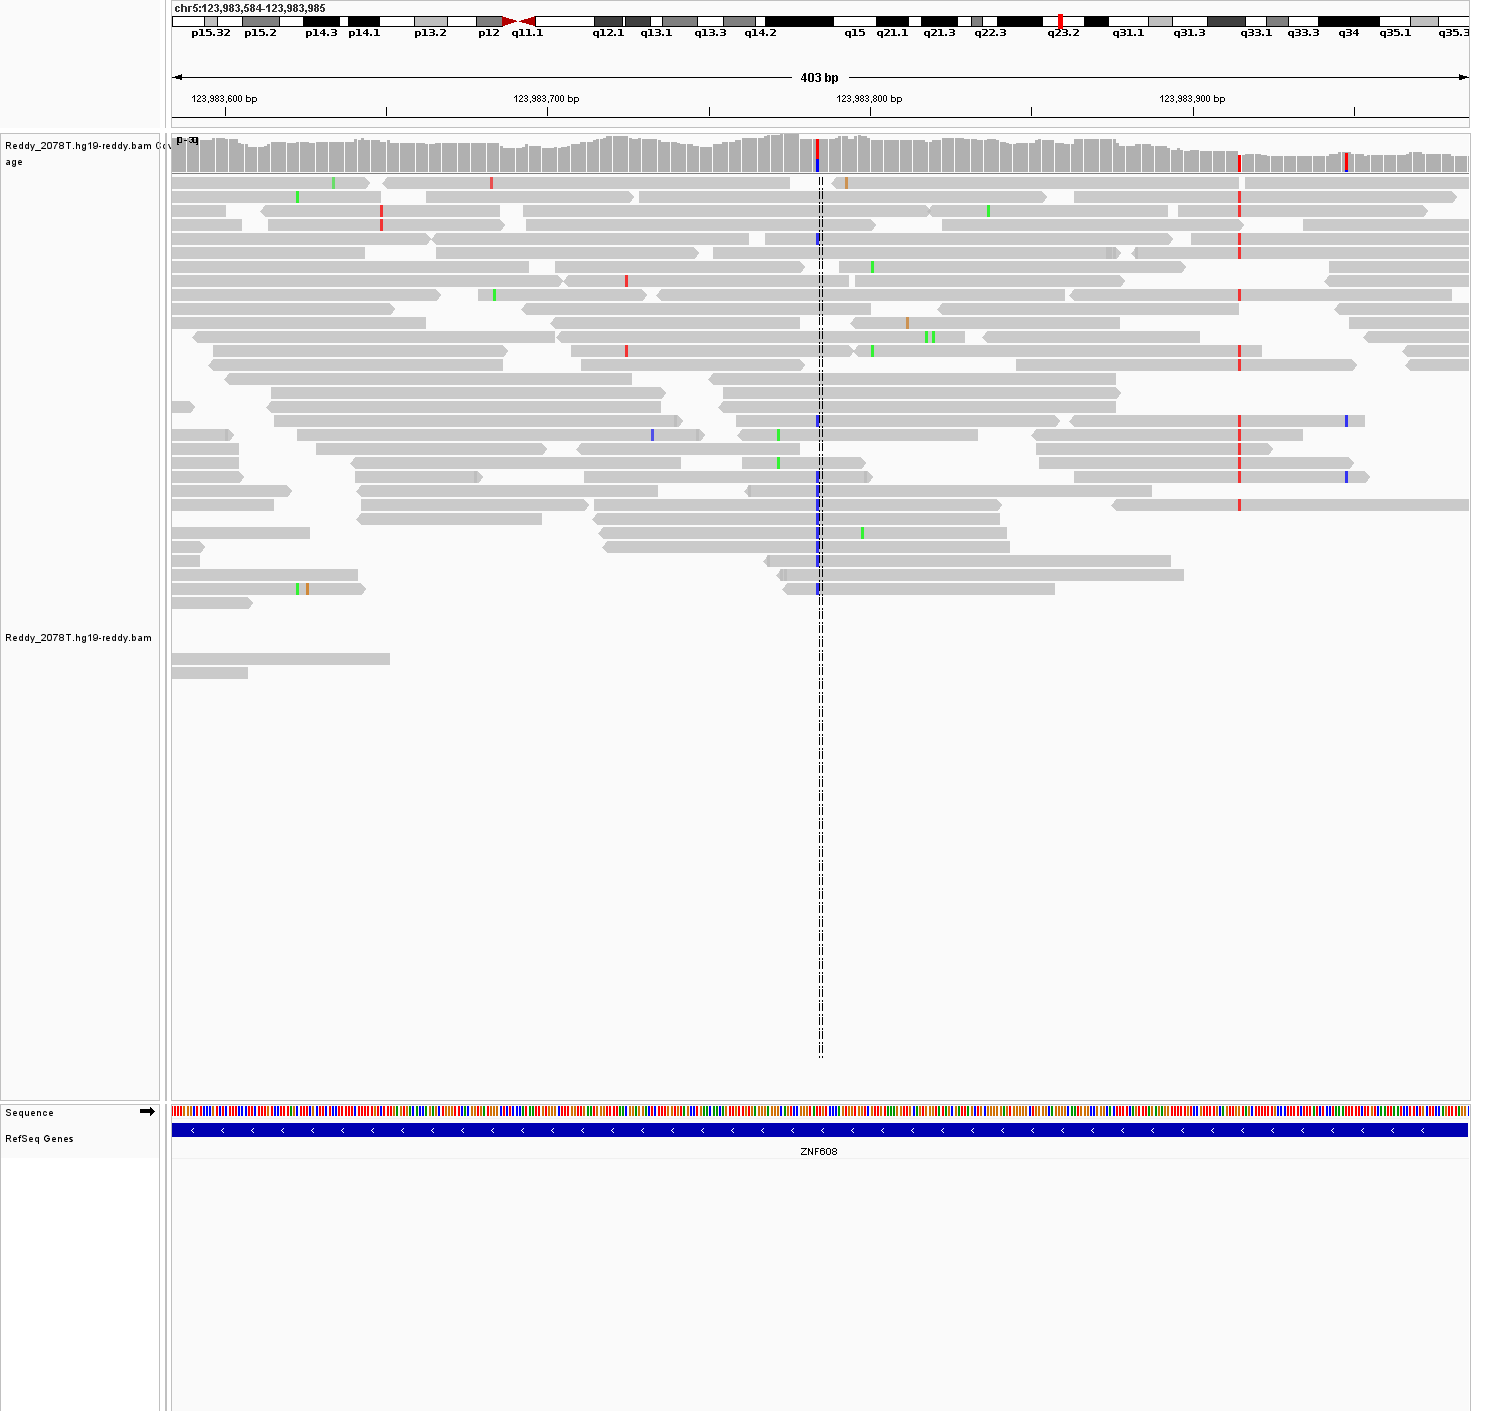 chr5:123,983,584-123,983,985
p15.32 p15.2 p14.3 p14.1 p13.2 p12 q11.1 q12.1 q13.1 q13.3 q14.2 q15 q21.1 q21.3 q22.3 q23.2 q31.1 q31.3 q33.1 q33.3 q34 q35.1 q35.3
403 bp
123,983,600 bp 123,983,700 bp 123,983,800 bp 123,983,900 bp
Reddy_2078T.hg19-reddy.bam Cov
age
Reddy_2078T.hg19-reddy.bam
Sequence
RefSeq Genes
ZNF608